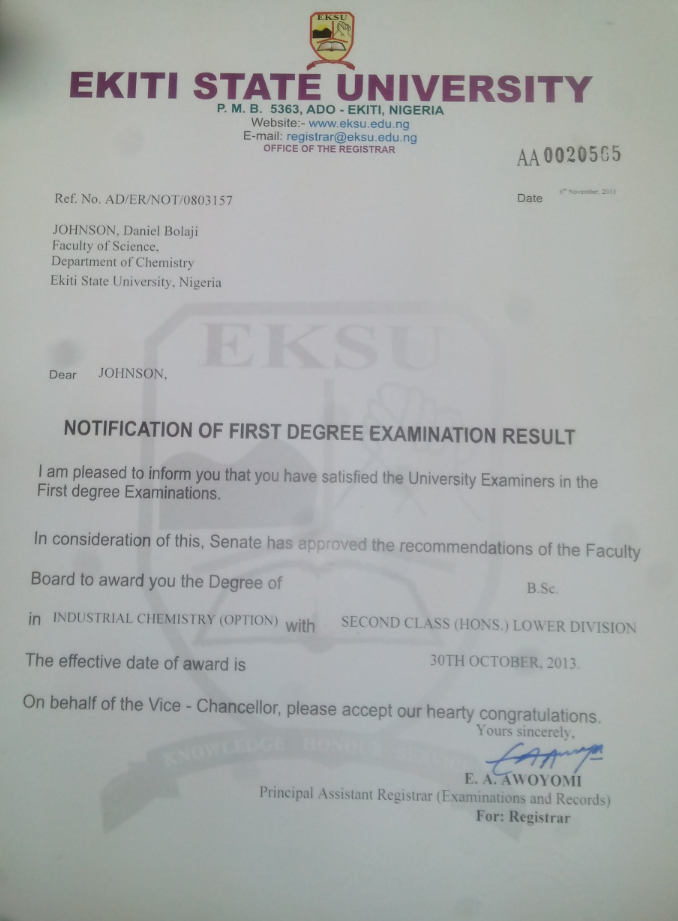 EKSU
EKITI STATE UNIVERSITY
P. M. B. 5363, ADO - EKITI, NIGERIA
Website:- www.eksu.edu.ng
E-mail: registrar@eksu.edu.ng
OFFICE OF THE REGISTRAR
AA 0020565
Ref. No. AD/ER/NOT/0803157
Date November, 2013
JOHNSON, Daniel Bolaji
Faculty of Science,
Department of Chemistry
Ekiti State University, Nigeria
EKSU
Dear JOHNSON,
NOTIFICATION OF FIRST DEGREE EXAMINATION RESULT
I am pleased to inform you that you have satisfied the University Examiners in the
First degree Examinations.
In consideration of this, Senate has approved the recommendations of the Faculty
Board to award you the Degree of B.Sc.
in INDUSTRIAL CHEMISTRY (OPTION) with SECOND CLASS (HONS.) LOWER DIVISION
The effective date of award is 30TH OCTOBER, 2013.
On behalf of the Vice - Chancellor, please accept our hearty congratulations.
Yours sincerely,
KNOWLEDGE HONOUR SERVICE
E. A. AWOYOMI
Principal Assistant Registrar (Examinations and Records)
For: Registrar